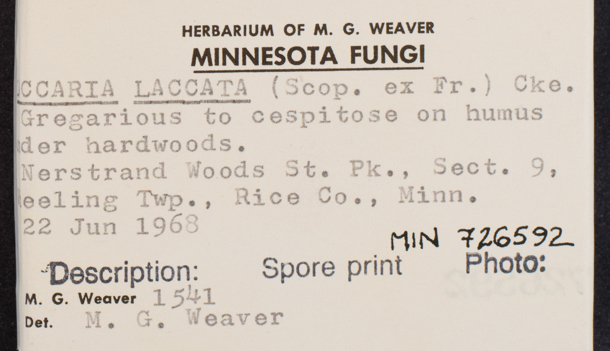 HERBARIUM OF M. G. WEAVER
MINNESOTA FUNGI
CCARIA LACCATA (Scop. ex Fr.) Cke.
Gregarious to cespitose on humus
der hardwoods.
Nerstrand Woods St. Pk., Sect. 9,
eeling Twp., Rice Co., Minn.
22 Jun 1968
MIN 726592
Description: Spore print Photo:
M. G. Weaver 1541
Det. M. G. Weaver